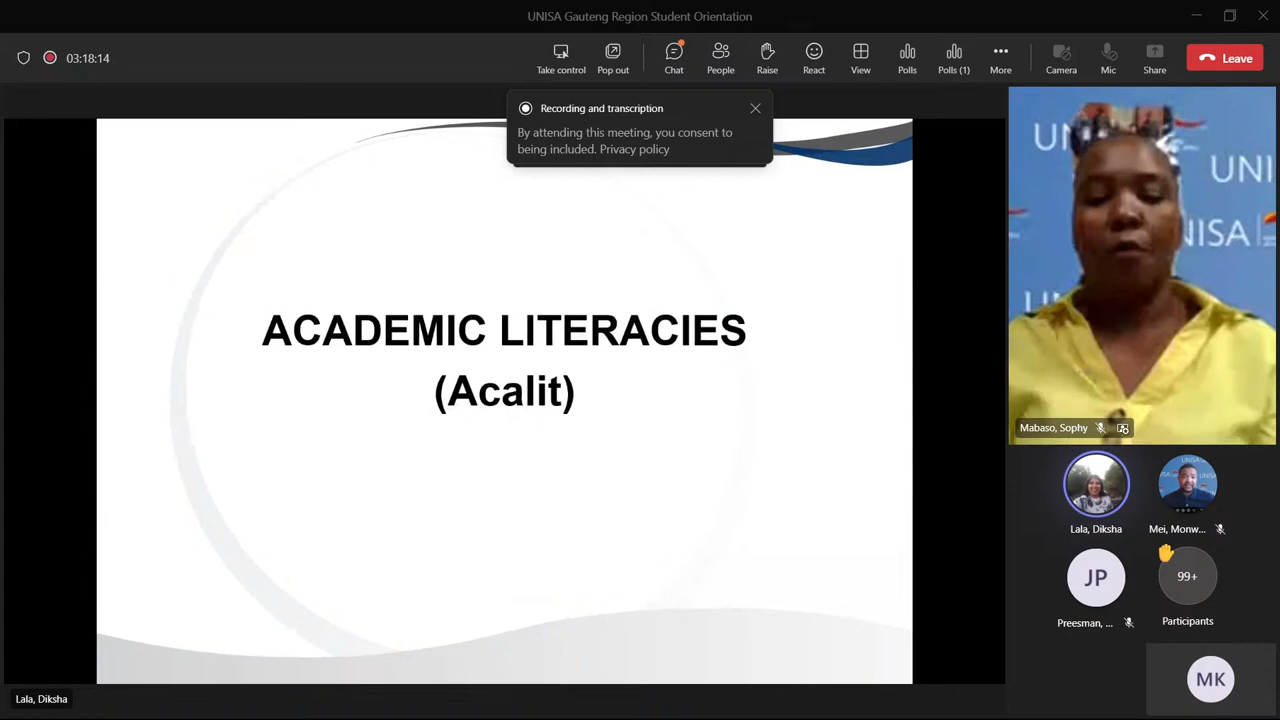 UNISA Gauteng Region Student Orientation
03:18:14
Take control
Pop out
Chat
People
Raise
React
View
Polls
Polls (1)
More
Camera
Mic
Share
Leave
Recording and transcription
By attending this meeting, you consent to
being included. Privacy policy
ACADEMIC LITERACIES
(Acalit)
UNI
UNISA
Mabaso, Sophy
Lala, Diksha
Mei, Monw...
JP
99+
Preesman, ...
Participants
MK
Lala, Diksha